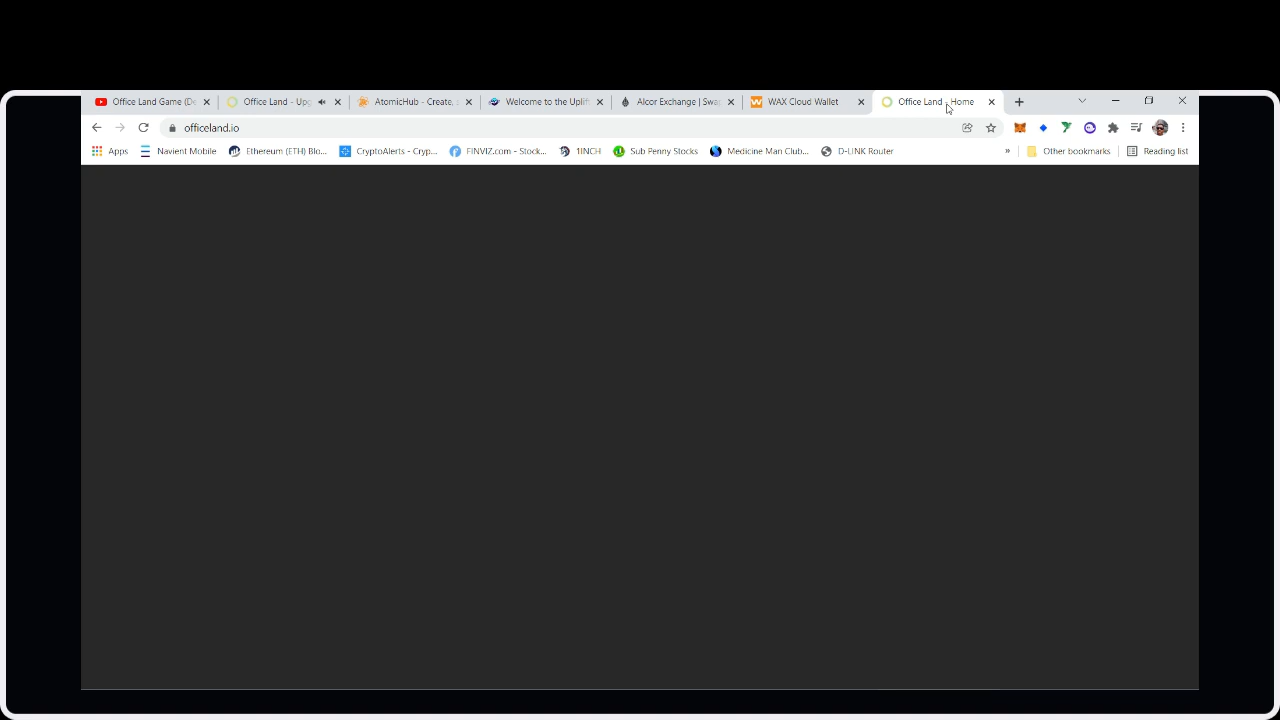 Office Land Game (De
Office Land - Upg
AtomicHub - Create, s
Welcome to the Uplif
Alcor Exchange | Swa
WAX Cloud Wallet
Office Land - Home
officeland.io
Apps
Navient Mobile
Ethereum (ETH) Blo...
CryptoAlerts - Cryp...
FINVIZ.com - Stock...
1INCH
Sub Penny Stocks
Medicine Man Club...
D-LINK Router
»
Other bookmarks
Reading list